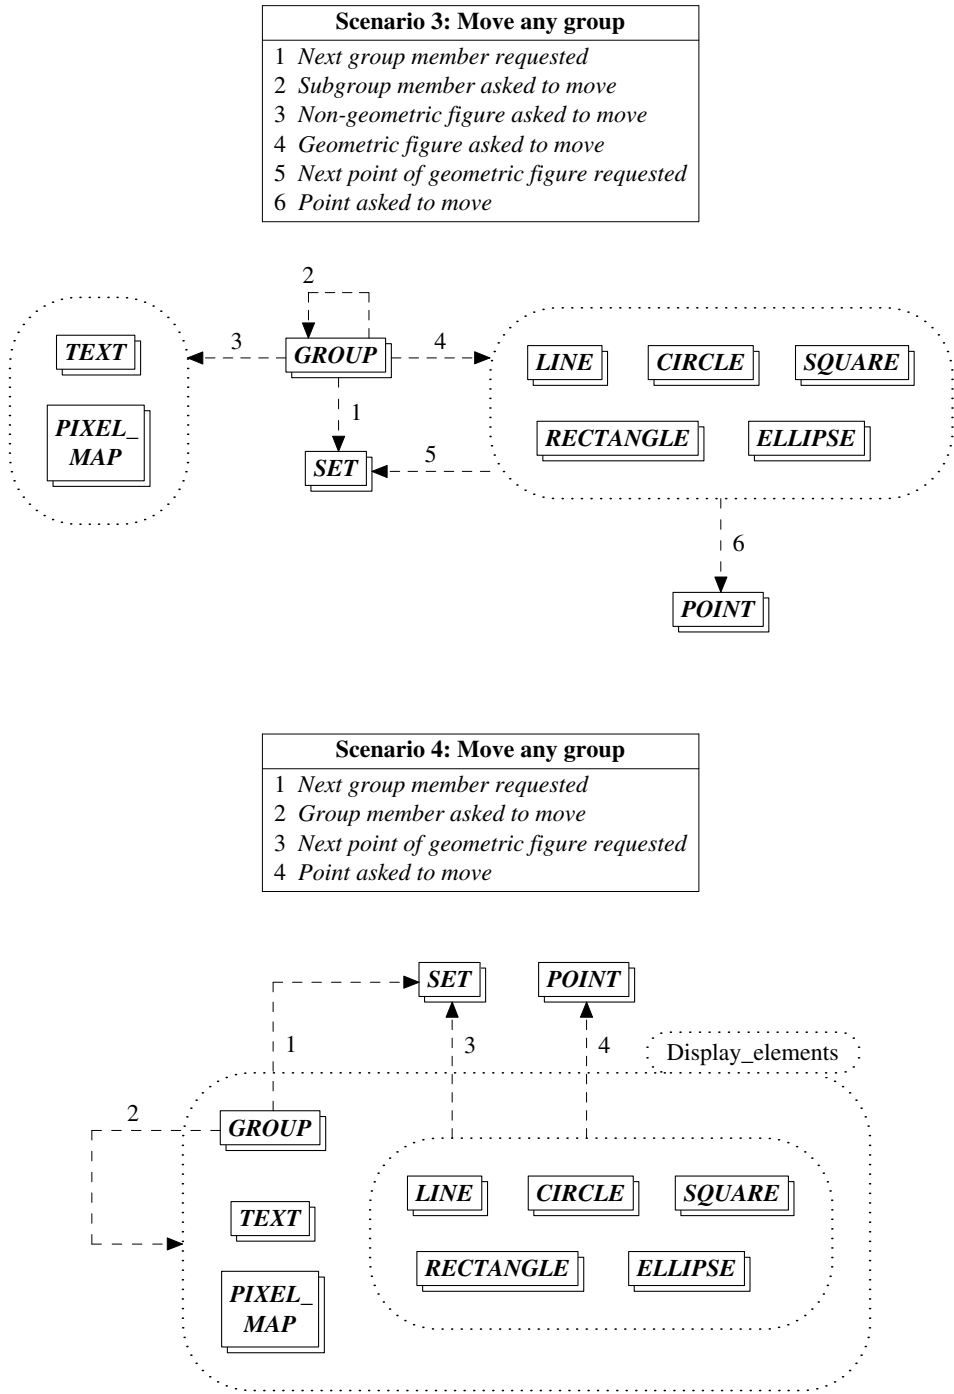 Scenario 3: Move any group
1 Next group member requested
2 Subgroup member asked to move
3 Non-geometric figure asked to move
4 Geometric figure asked to move
5 Next point of geometric figure requested
6 Point asked to move
2
TEXT
3
GROUP
4
LINE
CIRCLE
SQUARE
1
PIXEL_
MAP
SET
5
RECTANGLE
ELLIPSE
6
POINT
Scenario 4: Move any group
1 Next group member requested
2 Group member asked to move
3 Next point of geometric figure requested
4 Point asked to move
SET
POINT
1
3
4
Display_elements
2
GROUP
LINE
CIRCLE
SQUARE
TEXT
RECTANGLE
ELLIPSE
PIXEL_
MAP